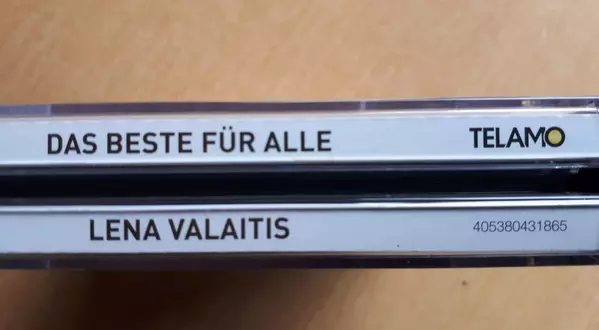 DAS BESTE FÜR ALLE TELAMO
LENA VALAITIS 405380431865